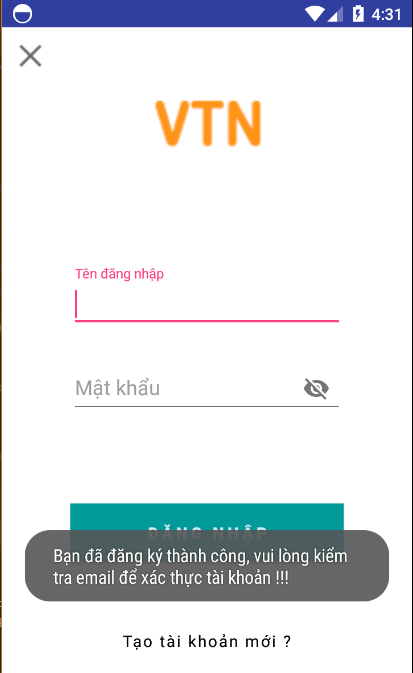 4:31
VTN
Tên đăng nhập
Mật khẩu
ĐĂNG NHẬP
Bạn đã đăng ký thành công, vui lòng kiểm
tra email để xác thực tài khoản !!!
Tạo tài khoản mới ?